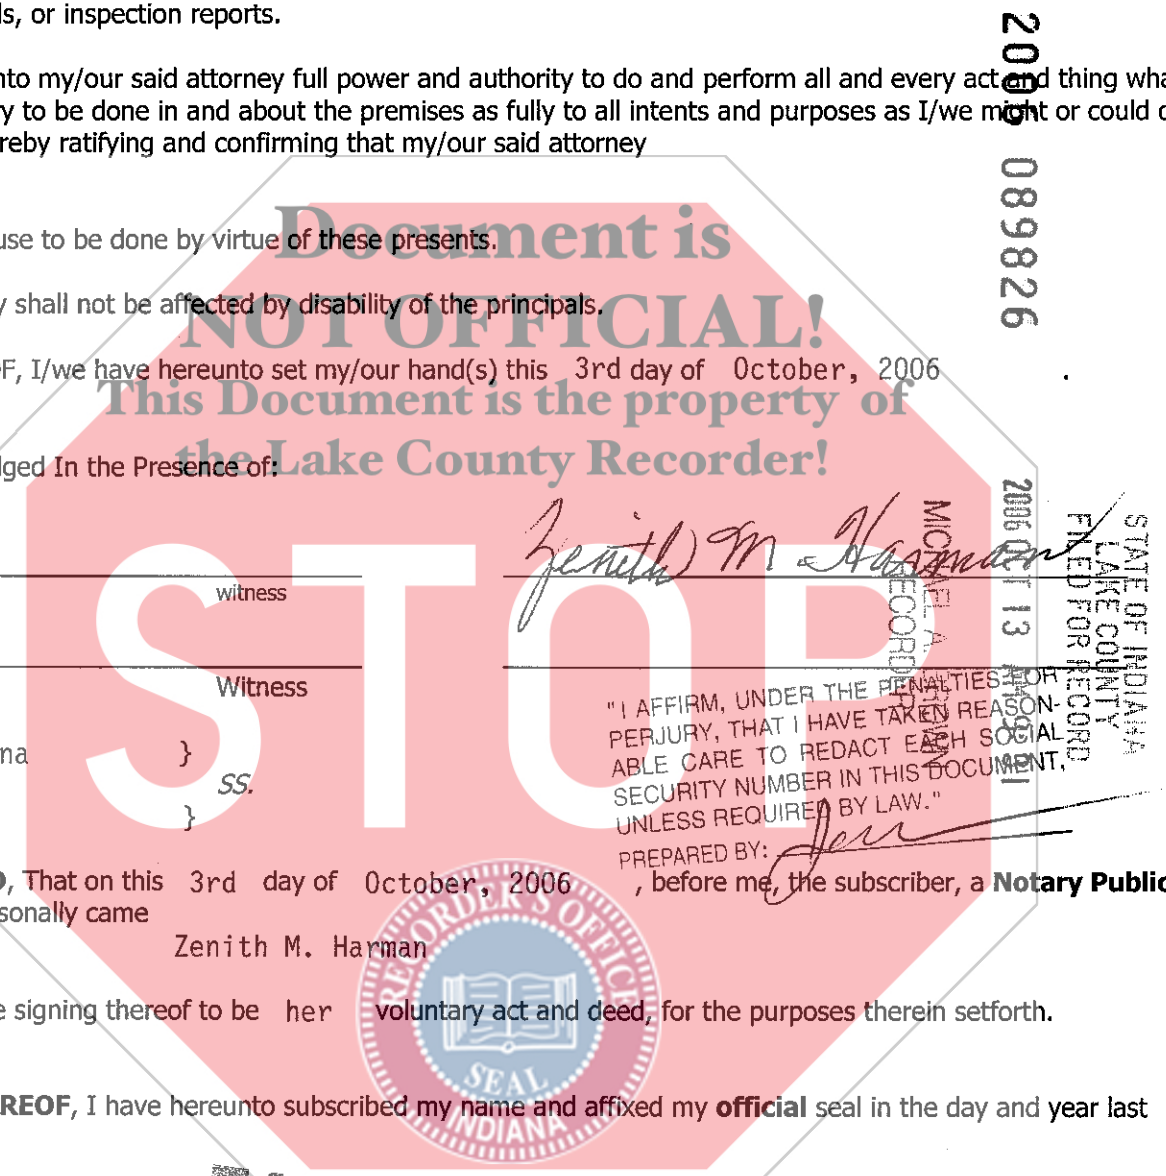 ls, or inspection reports.
nto my/our said attorney full power and authority to do and perform all and every act and thing wha
ry to be done in and about the premises as fully to all intents and purposes as I/we might or could d
reby ratifying and confirming that my/our said attorney
use to be done by virtue of these presents.
y shall not be affected by disability of the principals.
F, I/we have hereunto set my/our hand(s) this 3rd day of October, 2006
dged In the Presence of:
Zenith M. Harman
witness
Witness
na }
SS.
}
"I AFFIRM, UNDER THE PENALTIES FOR
PERJURY, THAT I HAVE TAKEN REASON-
ABLE CARE TO REDACT EACH SOCIAL
SECURITY NUMBER IN THIS DOCUMENT,
UNLESS REQUIRED BY LAW."
PREPARED BY:
, That on this 3rd day of October, 2006 , before me, the subscriber, a Notary Public
sonally came
Zenith M. Harman
e signing thereof to be her voluntary act and deed, for the purposes therein setforth.
REOF, I have hereunto subscribed my name and affixed my official seal in the day and year last
2006 089826
STATE OF INDIANA
LAKE COUNTY
FILED FOR RECORD
2006 OCT 13 AM
MICHAEL A.
RECORDER
Document is
NOT OFFICIAL!
This Document is the property of
the Lake County Recorder!
STOP
RECORDER'S OFFICE
SEAL
INDIANA